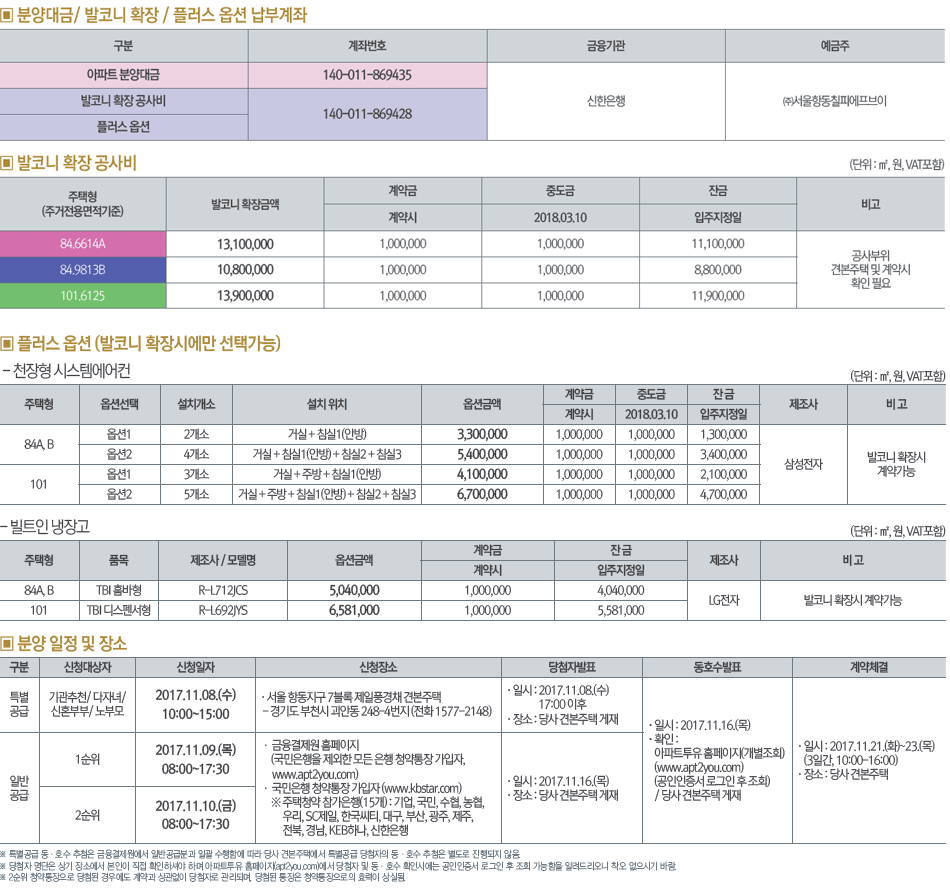 ▣ 분양대금/ 발코니 확장 / 플러스 옵션 납부계좌
구분 계좌번호 금융기관 예금주
아파트 분양대금 140-011-869435
발코니 확장 공사비
140-011-869428
신한은행 ㈜서울항동칠피에프브이
플러스 옵션
▣ 발코니 확장 공사비
(단위 : ㎡, 원, VAT포함)
주택형
(주거전용면적기준)
발코니 확장금액
계약금 중도금 잔금
비고
계약시 2018.03.10 입주지정일
84.6614A 13,100,000 1,000,000 1,000,000 11,100,000
84.9813B 10,800,000 1,000,000 1,000,000 8,800,000
101.6125 13,900,000 1,000,000 1,000,000 11,900,000
공사부위
견본주택 및 계약시
확인 필요
▣ 플러스 옵션 (발코니 확장시에만 선택가능)
– 천장형 시스템에어컨
(단위 : ㎡, 원, VAT포함)
주택형 옵션선택 설치개소 설치 위치 옵션금액
계약금 중도금 잔 금
제조사 비 고
계약시 2018.03.10 입주지정일
84A, B
옵션1 2개소 거실 + 침실1(안방) 3,300,000 1,000,000 1,000,000 1,300,000
옵션2 4개소 거실 + 침실1(안방) + 침실2 + 침실3 5,400,000 1,000,000 1,000,000 3,400,000
101
옵션1 3개소 거실 + 주방 + 침실1(안방) 4,100,000 1,000,000 1,000,000 2,100,000
옵션2 5개소 거실 + 주방 + 침실1(안방) + 침실2 + 침실3 6,700,000 1,000,000 1,000,000 4,700,000
삼성전자
발코니 확장시
계약가능
– 빌트인 냉장고
(단위 : ㎡, 원, VAT포함)
주택형 품목 제조사 / 모델명 옵션금액
계약금 잔 금
제조사 비 고
계약시 입주지정일
84A, B TBI 홈바형 R-L712JCS 5,040,000 1,000,000 4,040,000
101 TBI 디스펜서형 R-L692JYS 6,581,000 1,000,000 5,581,000
LG전자 발코니 확장시 계약가능
▣ 분양 일정 및 장소
구분 신청대상자 신청일자 신청장소 당첨자발표 동호수발표 계약체결
특별
공급
기관추천/ 다자녀/
신혼부부/ 노부모
2017.11.08.(수)
10:00~15:00
· 서울 항동지구 7블록 제일풍경채 견본주택
– 경기도 부천시 괴안동 248-4번지 (전화 1577-2148)
· 일시 : 2017.11.08.(수)
17:00 이후
· 장소 : 당사 견본주택 게재
일반
공급
1순위
2017.11.09.(목)
08:00~17:30
2순위
2017.11.10.(금)
08:00~17:30
· 금융결제원 홈페이지
(국민은행을 제외한 모든 은행 청약통장 가입자,
www.apt2you.com)
· 국민은행 청약통장 가입자 (www.kbstar.com)
※ 주택청약 참가은행(15개) : 기업, 국민, 수협, 농협,
우리, SC제일, 한국씨티, 대구, 부산, 광주, 제주,
전북, 경남, KEB하나, 신한은행
· 일시 : 2017.11.16.(목)
· 장소 : 당사 견본주택 게재
· 일시 : 2017.11.16.(목)
· 확인 :
아파트투유 홈페이지(개별조회)
(www.apt2you.com)
(공인인증서 로그인 후 조회)
/ 당사 견본주택 게재
· 일시 : 2017.11.21.(화)~23.(목)
(3일간, 10:00~16:00)
· 장소 : 당사 견본주택
※ 특별공급 동 · 호수 추첨은 금융결제원에서 일반공급분과 일괄 수행함에 따라 당사 견본주택에서 특별공급 당첨자의 동 · 호수 추첨은 별도로 진행되지 않음.
※ 당첨자 명단은 상기 장소에서 본인이 직접 확인하셔야 하며 아파트투유 홈페이지(apt2you.com)에서 당첨자 및 동 · 호수 확인시에는 공인인증서 로그인 후 조회 가능함을 알려드리오니 착오 없으시기 바람.
※ 2순위 청약통장으로 당첨된 경우에도 계약과 상관없이 당첨자로 관리되며, 당첨된 통장은 청약통장으로의 효력이 상실됨.